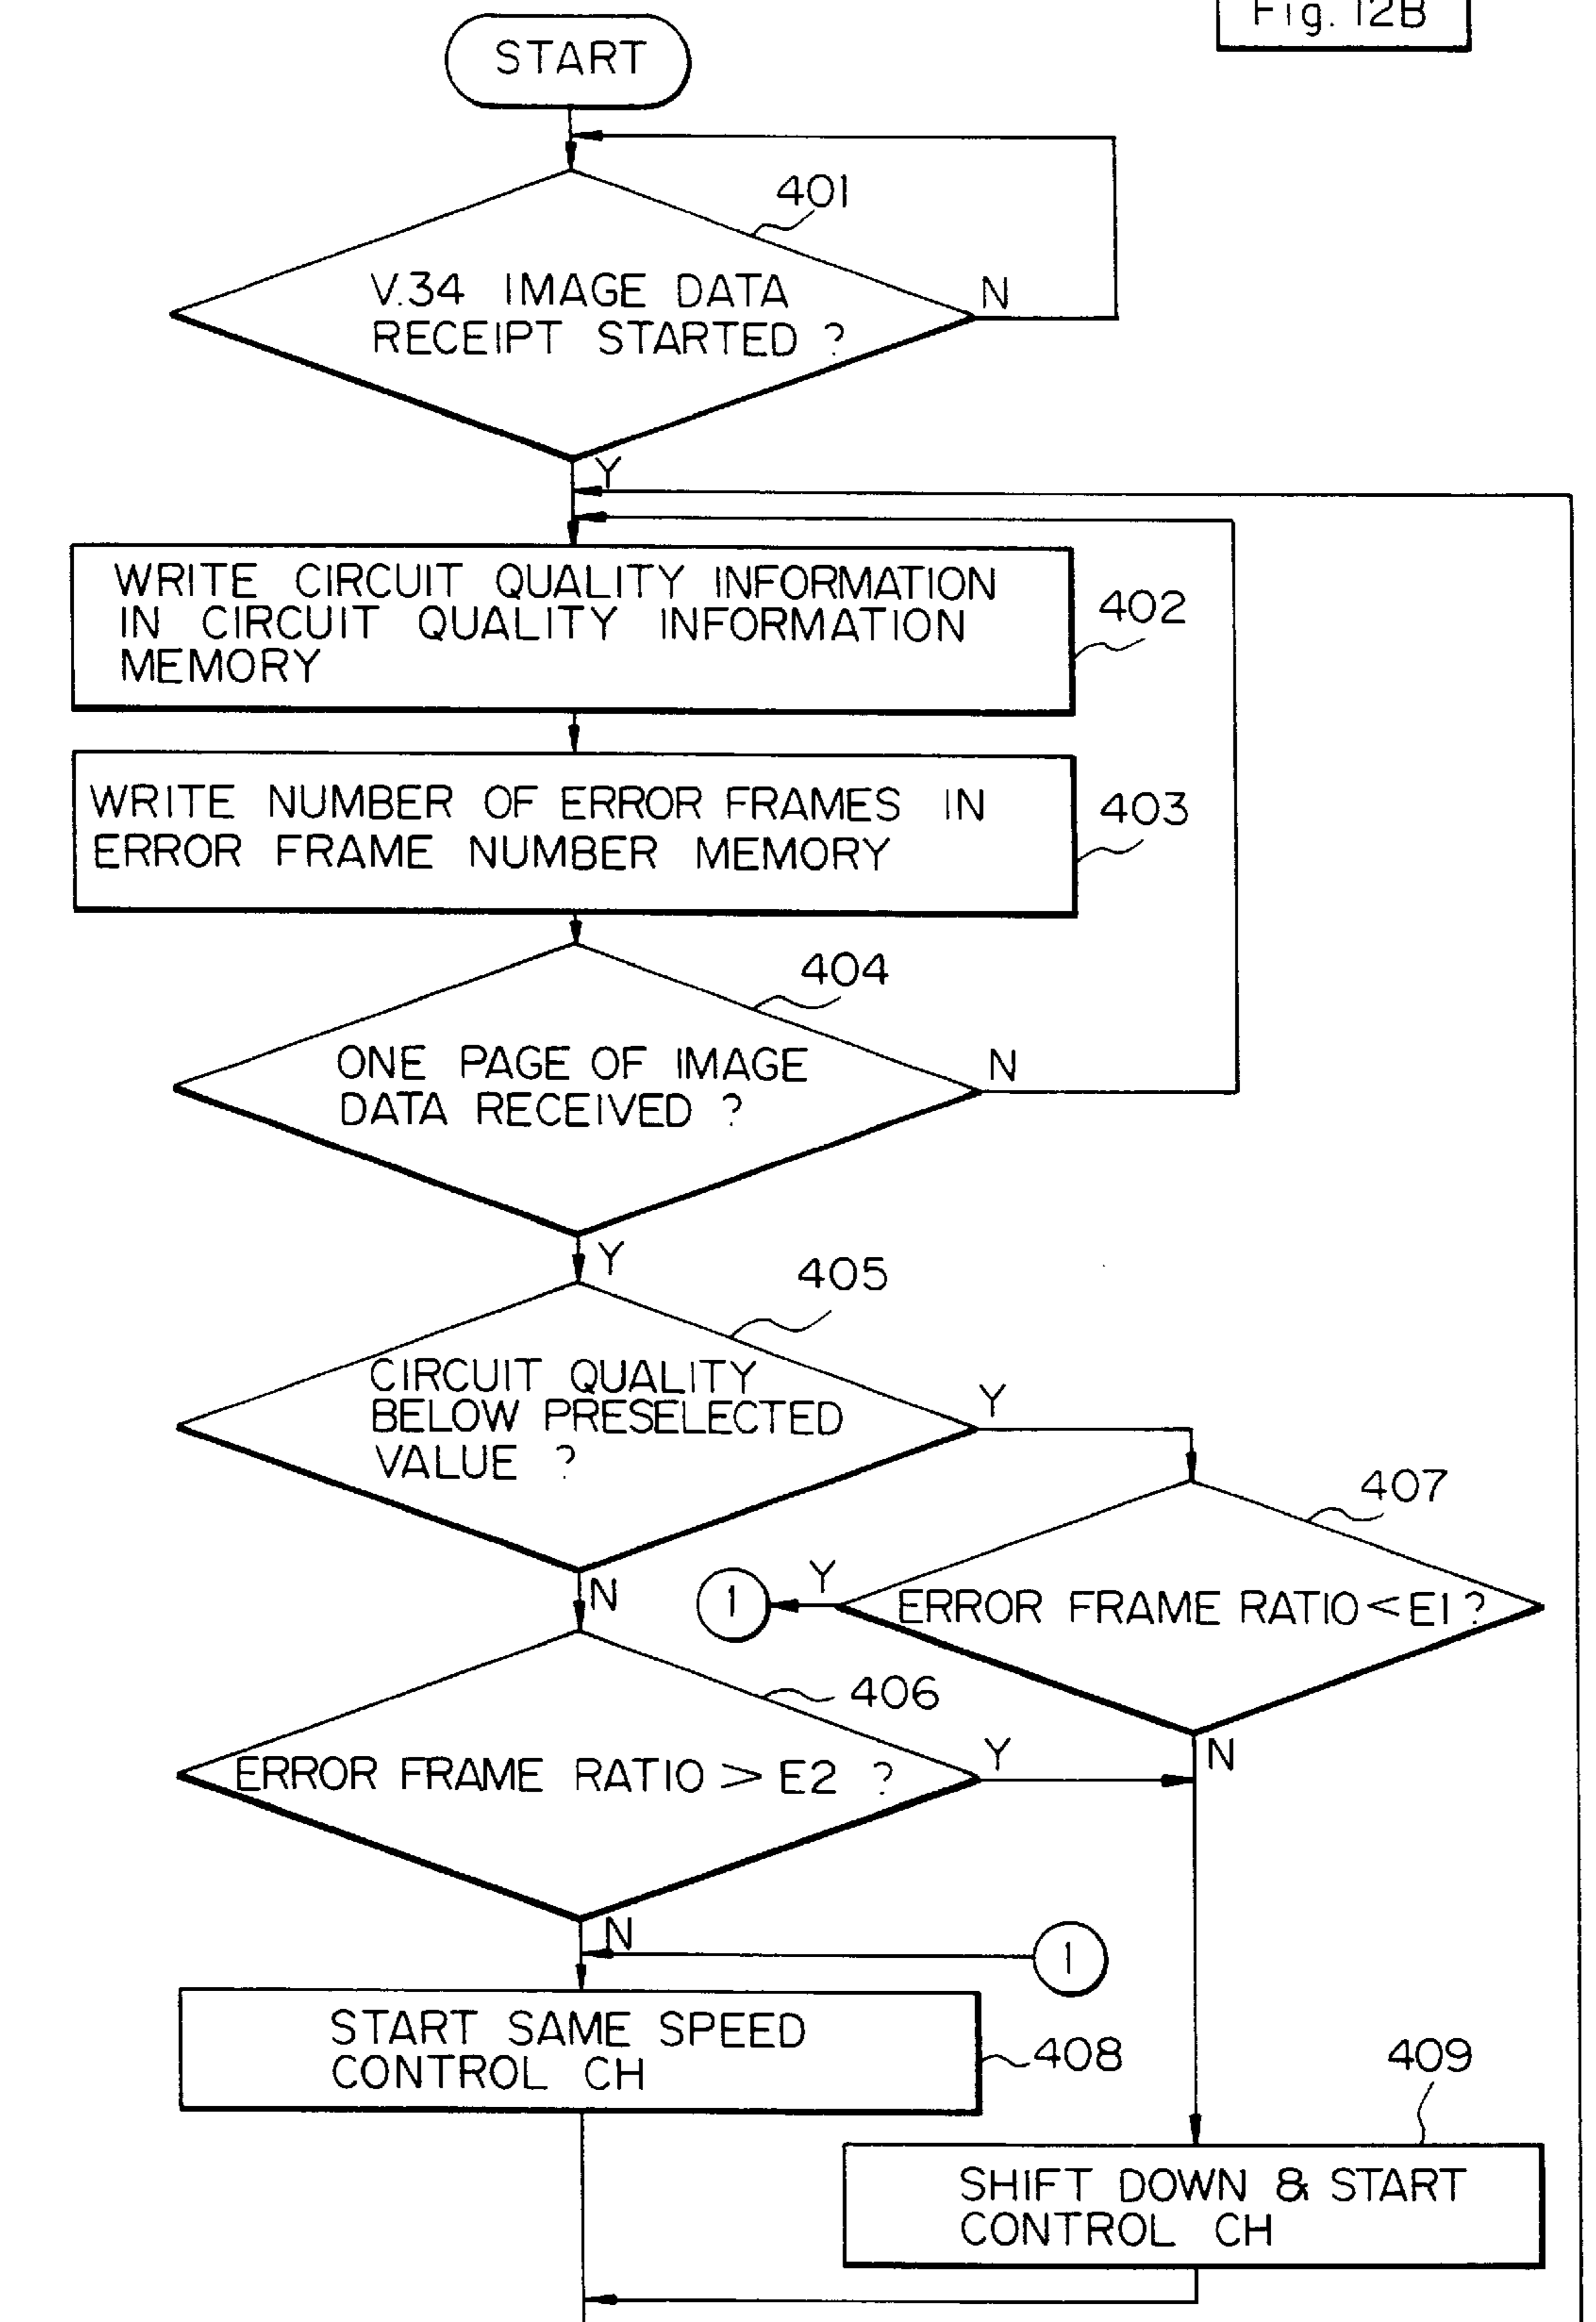 Fig. 12B
START
401
V.34 IMAGE DATA
RECEIPT STARTED ?
N
Y
WRITE CIRCUIT QUALITY INFORMATION
IN CIRCUIT QUALITY INFORMATION
MEMORY
402
WRITE NUMBER OF ERROR FRAMES IN
ERROR FRAME NUMBER MEMORY
403
404
ONE PAGE OF IMAGE
DATA RECEIVED ?
N
Y
405
CIRCUIT QUALITY
BELOW PRESELECTED
VALUE ?
Y
N
407
ERROR FRAME RATIO < E1 ?
Y
1
N
406
ERROR FRAME RATIO > E2 ?
Y
N
1
START SAME SPEED
CONTROL CH
408
409
SHIFT DOWN & START
CONTROL CH